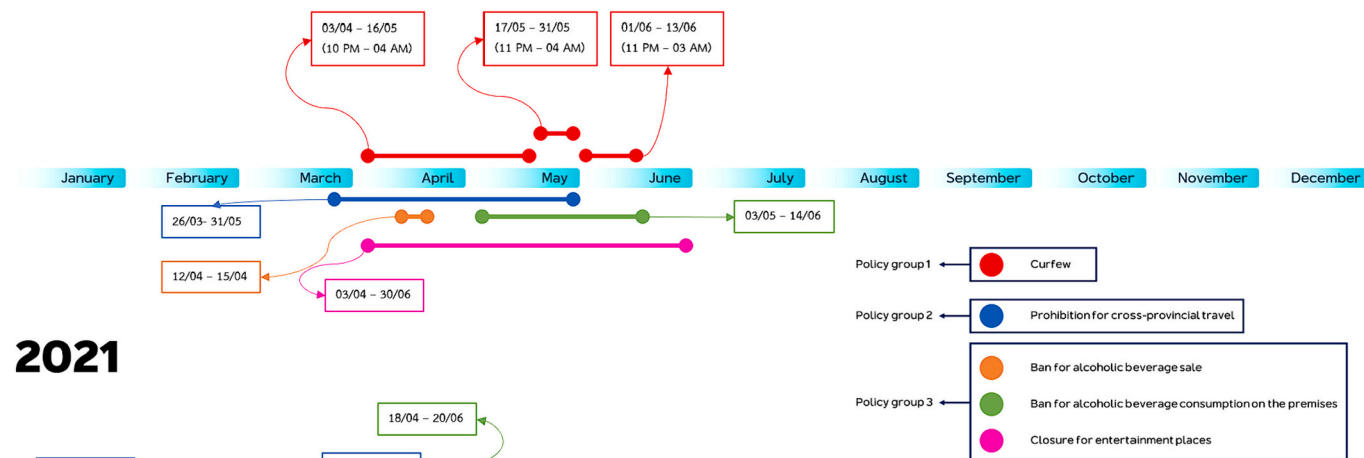 03/04 – 16/05
(10 PM – 04 AM)
17/05 – 31/05
(11 PM – 04 AM)
01/06 – 13/06
(11 PM – 03 AM)
January February March April May June July August September October November December
26/03- 31/05
03/05 – 14/06
12/04 – 15/04
03/04 – 30/06
Policy group 1 Curfew
Policy group 2 Prohibition for cross-provincial travel
2021
Ban for alcoholic beverage sale
Policy group 3 Ban for alcoholic beverage consumption on the premises
Closure for entertainment places
18/04 – 20/06